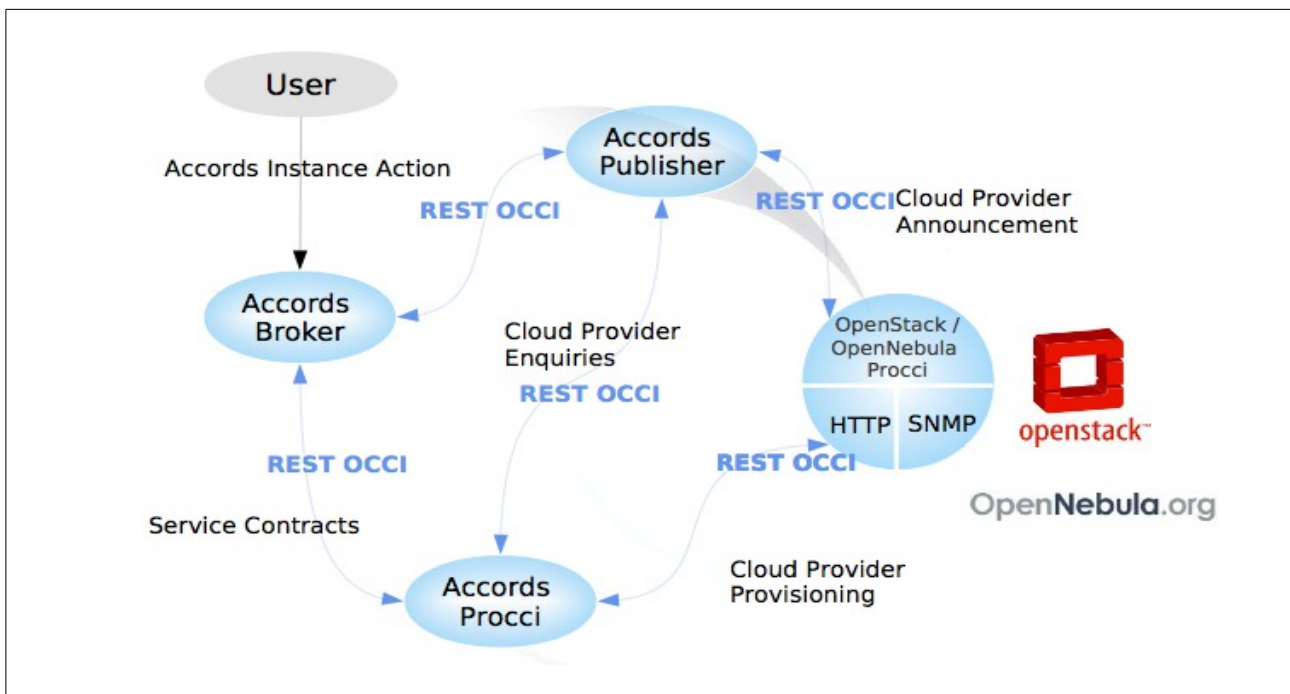 User
Accords
Publisher
Accords Instance Action
REST OCCI
REST OCCI
Cloud Provider
Announcement
Accords
Broker
Cloud Provider
Enquiries
REST OCCI
OpenStack /
OpenNebula
Procci
HTTP
SNMP
openstack™
REST OCCI
REST OCCI
OpenNebula.org
Service Contracts
Accords
Procci
Cloud Provider
Provisioning